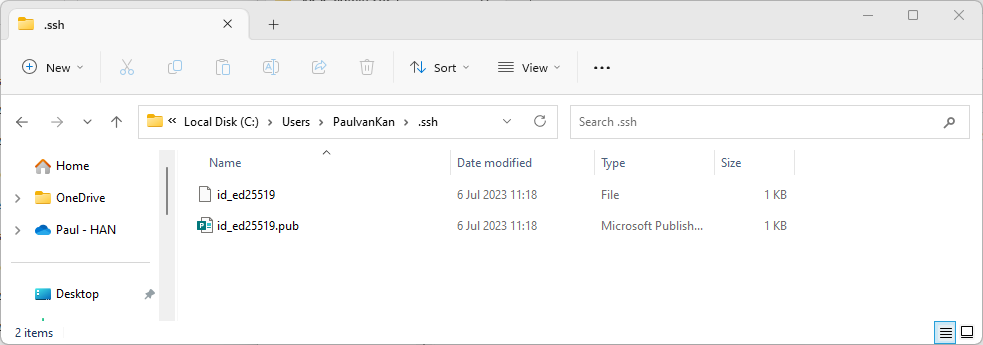 .ssh
New
Sort
View
Local Disk (C:) Users PaulvanKan .ssh
Search .ssh
Name Date modified Type Size
Home
OneDrive
Paul - HAN
Desktop
id_ed25519 6 Jul 2023 11:18 File 1 KB
id_ed25519.pub 6 Jul 2023 11:18 Microsoft Publish... 1 KB
2 items